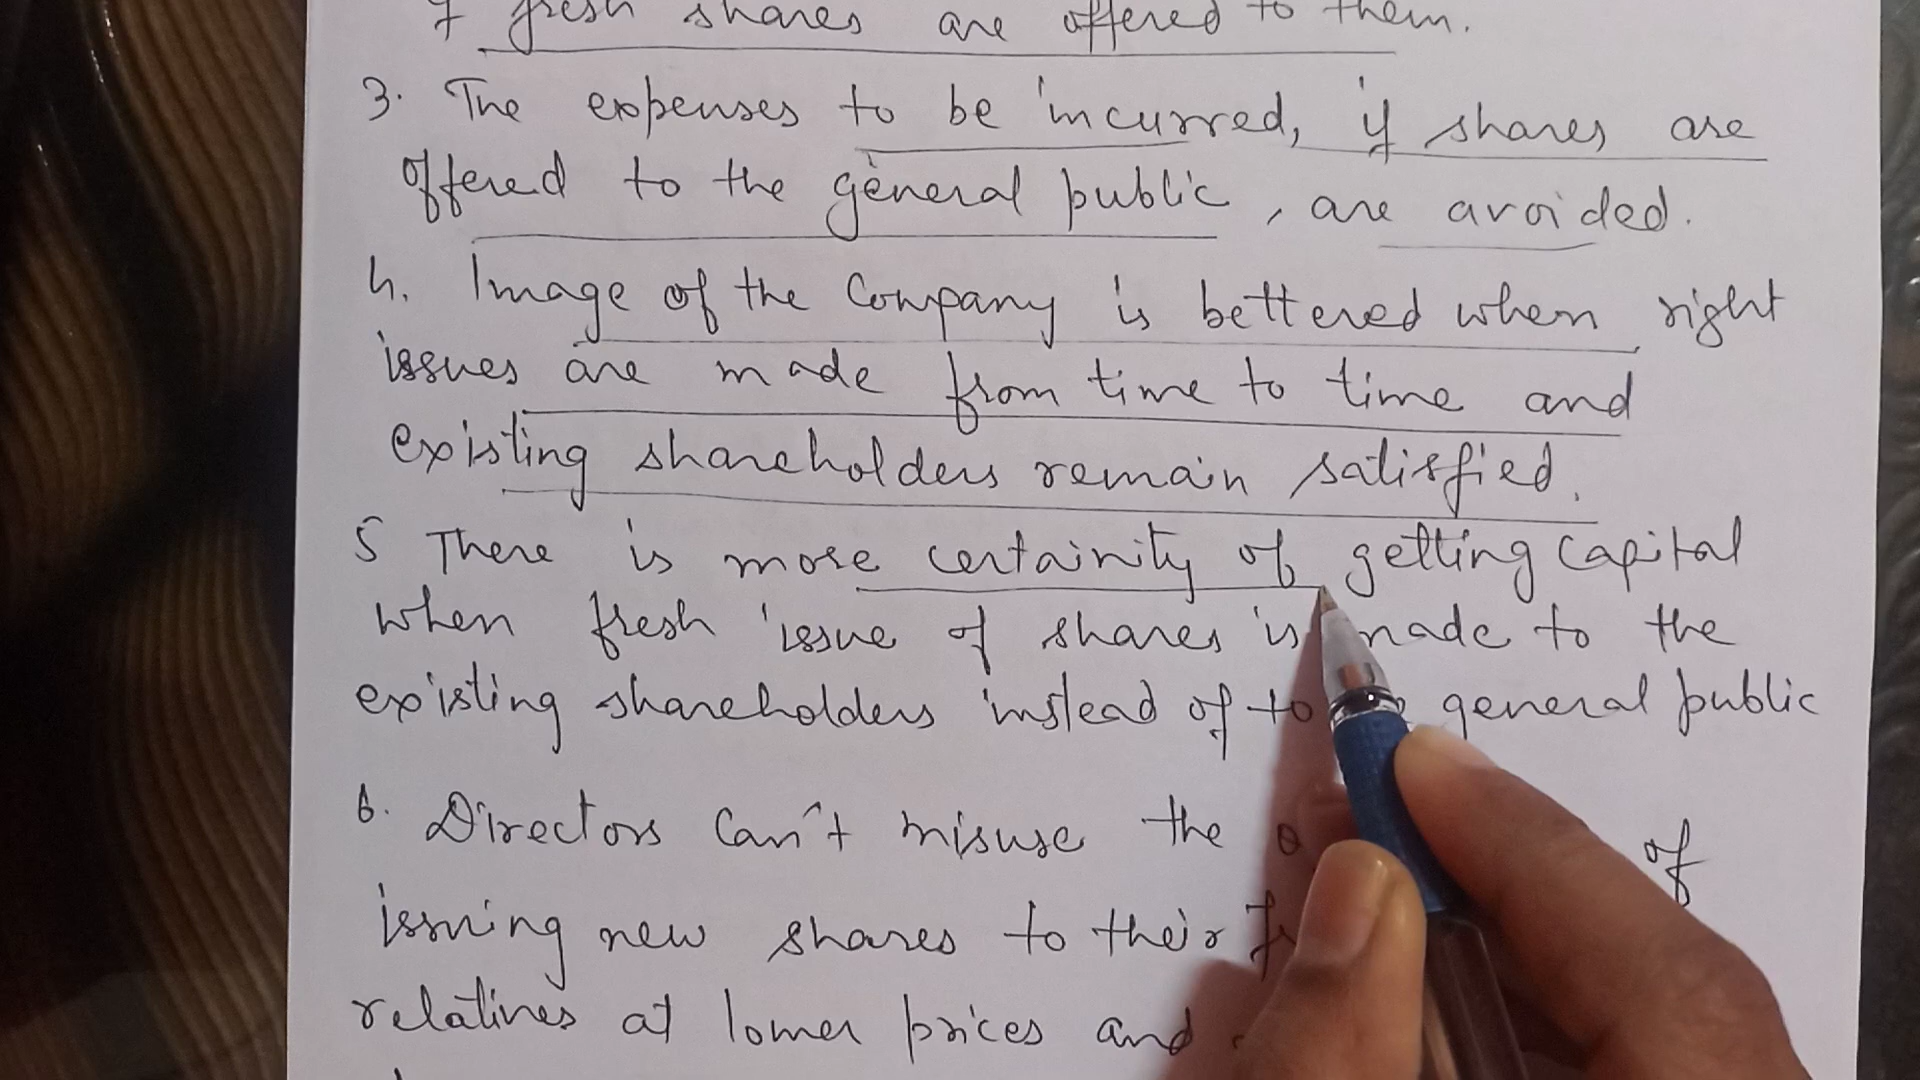 of fresh shares are offered to them.
3. The expenses to be incurred, if shares are
offered to the general public, are avoided.
4. Image of the Company is bettered when right
issues are made from time to time and
existing shareholders remain satisfied.
5 There is more certainity of getting capital
when fresh issue of shares is made to the
existing shareholders instead of to general public
6. Directors can't misuse the of
issuing new shares to their
relatives at lower prices and